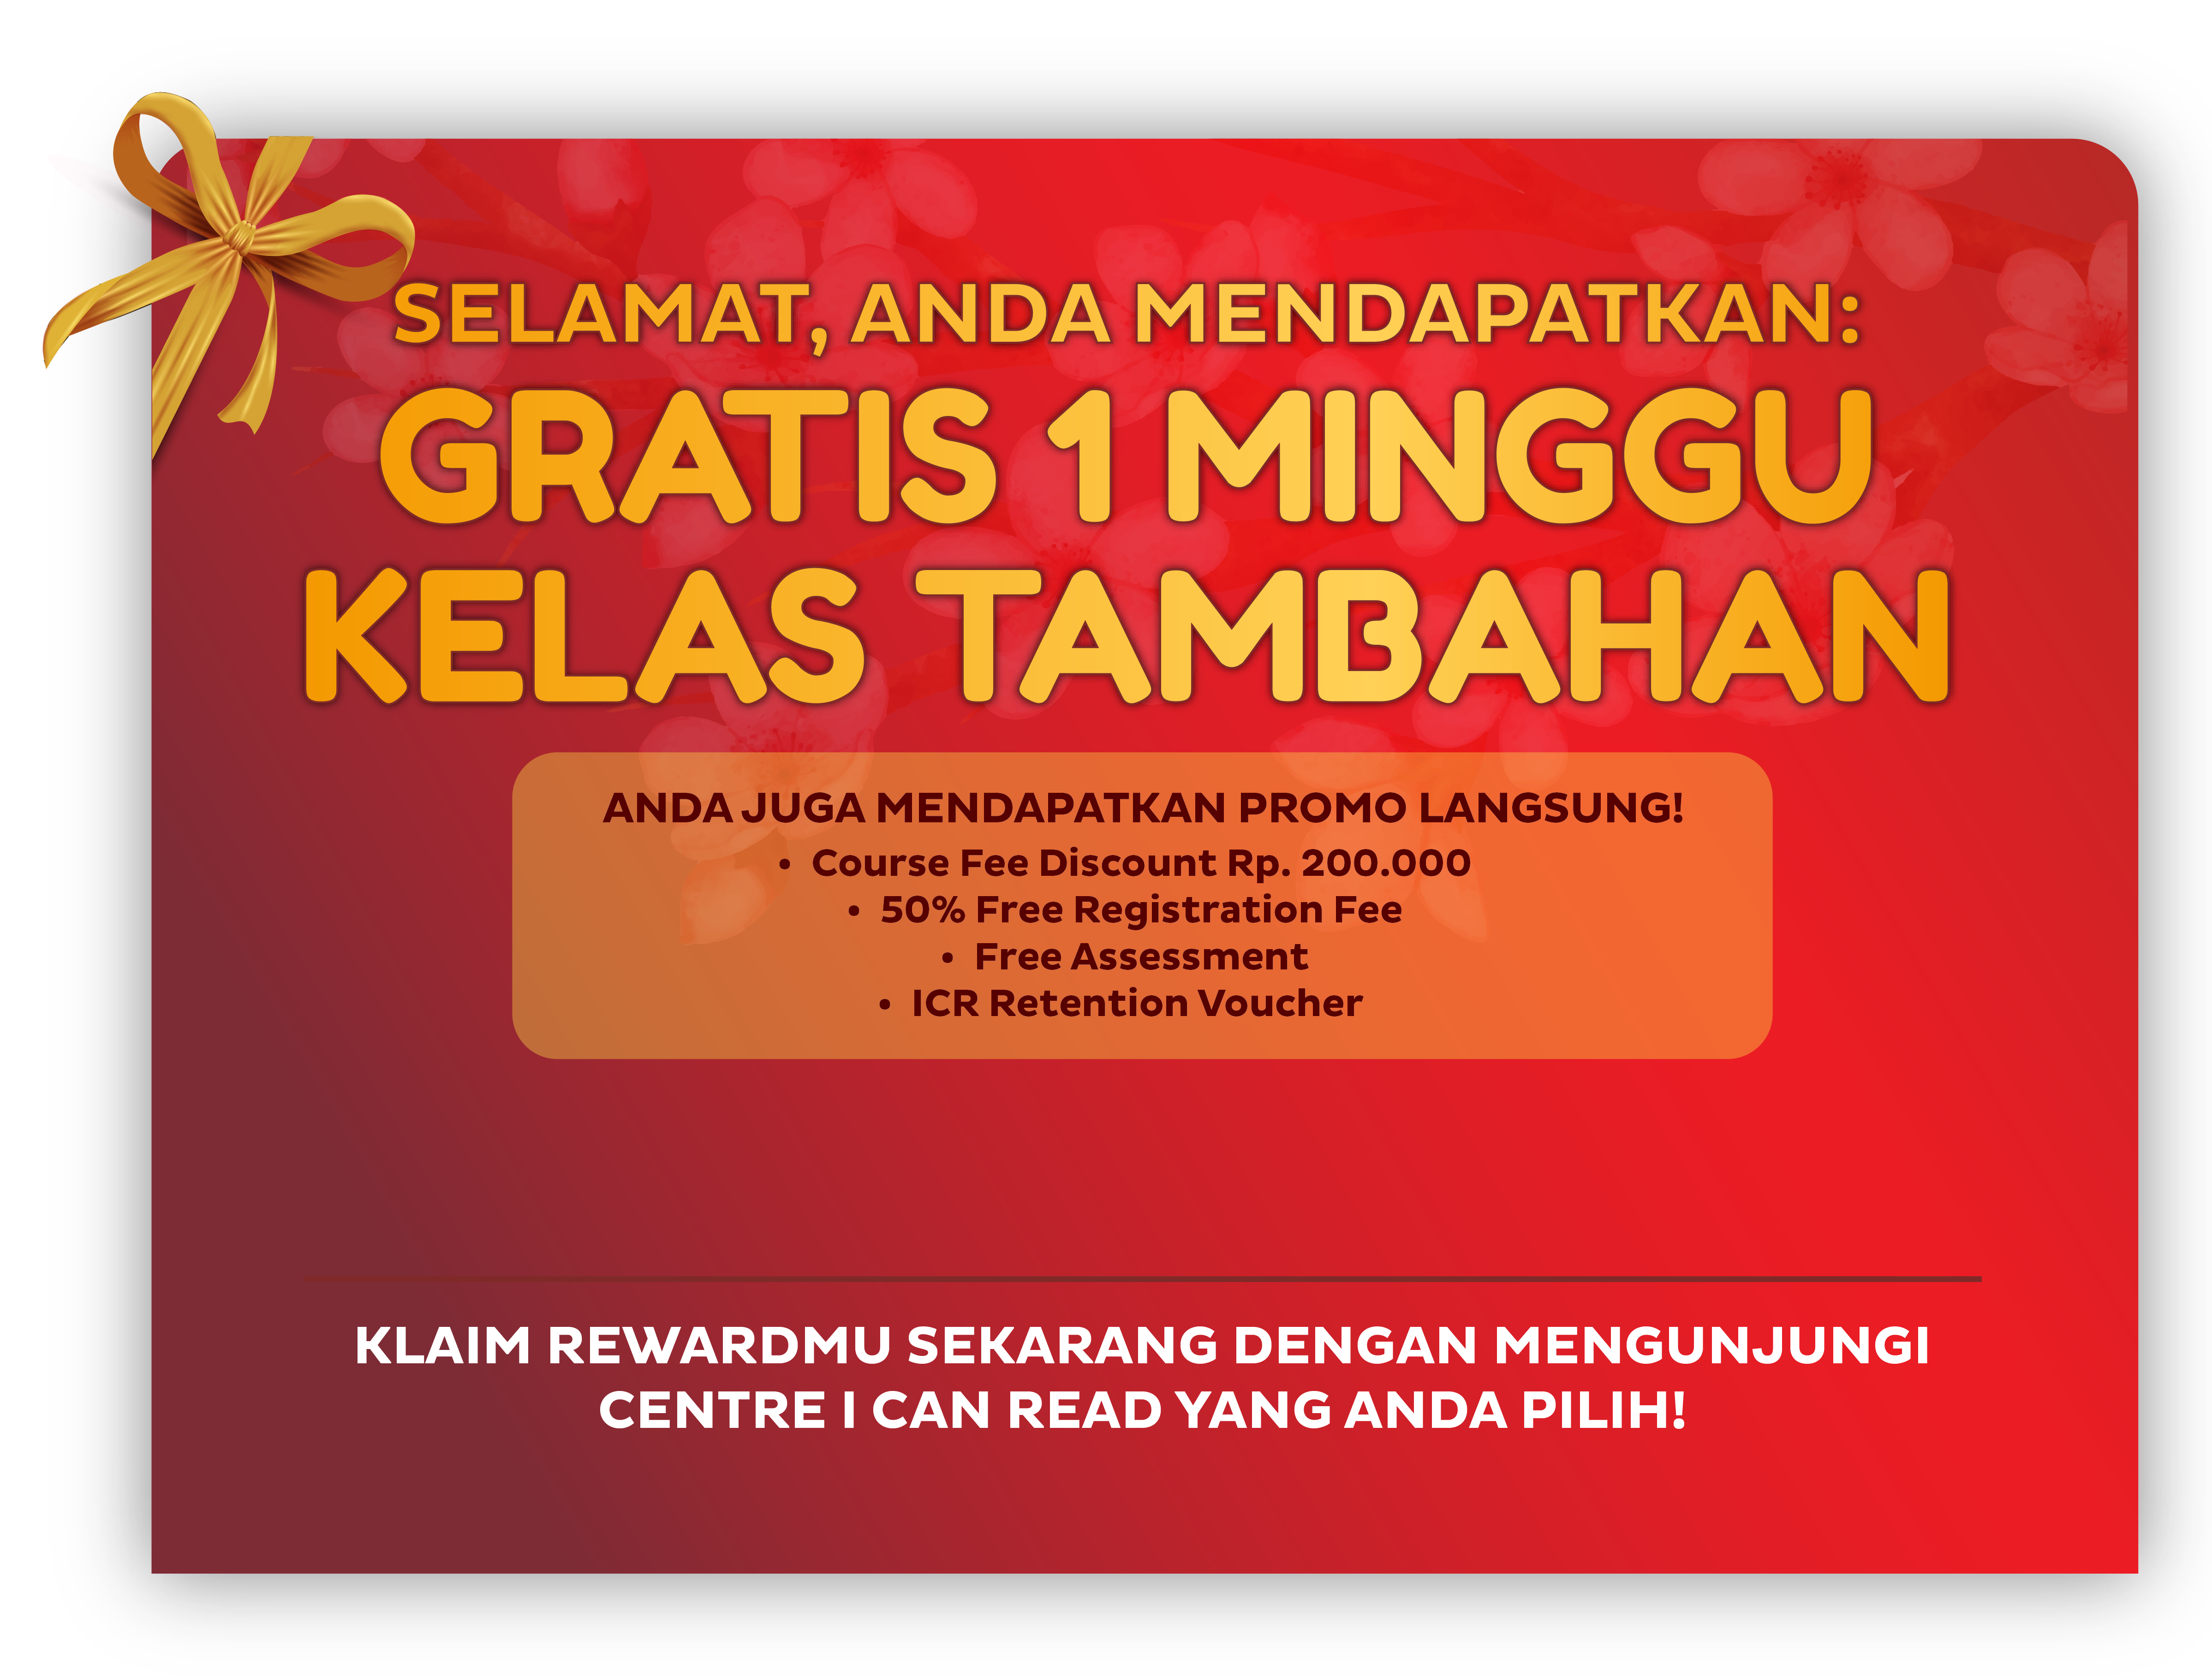 SELAMAT, ANDA MENDAPATKAN:
GRATIS 1 MINGGU
KELAS TAMBAHAN
ANDA JUGA MENDAPATKAN PROMO LANGSUNG!
• Course Fee Discount Rp. 200.000
• 50% Free Registration Fee
• Free Assessment
• ICR Retention Voucher
KLAIM REWARDMU SEKARANG DENGAN MENGUNJUNGI
CENTRE I CAN READ YANG ANDA PILIH!